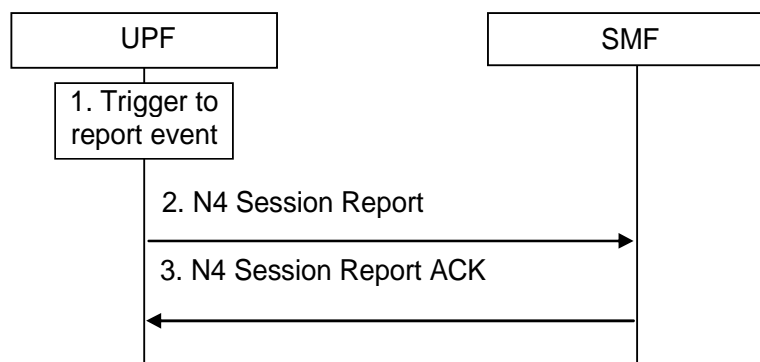 UPF
SMF
1. Trigger to
report event
2. N4 Session Report
3. N4 Session Report ACK